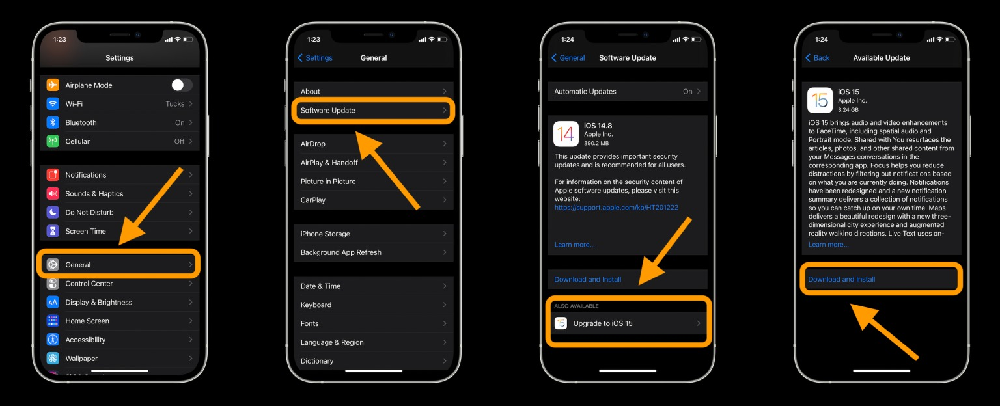 1:23
Settings
Airplane Mode
Wi-Fi Tucks
Bluetooth On
Cellular Off
Notifications
Sounds & Haptics
Do Not Disturb
Screen Time
General
Control Center
AA Display & Brightness
Home Screen
Accessibility
Wallpaper
1:23
Settings General
About
Software Update
AirDrop
AirPlay & Handoff
Picture in Picture
CarPlay
iPhone Storage
Background App Refresh
Date & Time
Keyboard
Fonts
Language & Region
Dictionary
1:24
General Software Update
Automatic Updates On
14
iOS 14.8
Apple Inc.
390.2 MB
This update provides important security
updates and is recommended for all users.
For information on the security content of
Apple software updates, please visit this
website:
https://support.apple.com/kb/HT201222
Learn more...
Download and Install
ALSO AVAILABLE
15 Upgrade to iOS 15
1:24
Back Available Update
15
iOS 15
Apple Inc.
3.24 GB
iOS 15 brings audio and video enhancements
to FaceTime, including spatial audio and
Portrait mode. Shared with You resurfaces the
articles, photos, and other shared content from
your Messages conversations in the
corresponding app. Focus helps you reduce
distractions by filtering out notifications based
on what you are currently doing. Notifications
have been redesigned and a new notification
summary delivers a collection of notifications
so you can catch up on your own time. Maps
delivers a beautiful redesign with a new three-
dimensional city experience and augmented
reality walking directions. Live Text uses on-
Learn more...
Download and Install